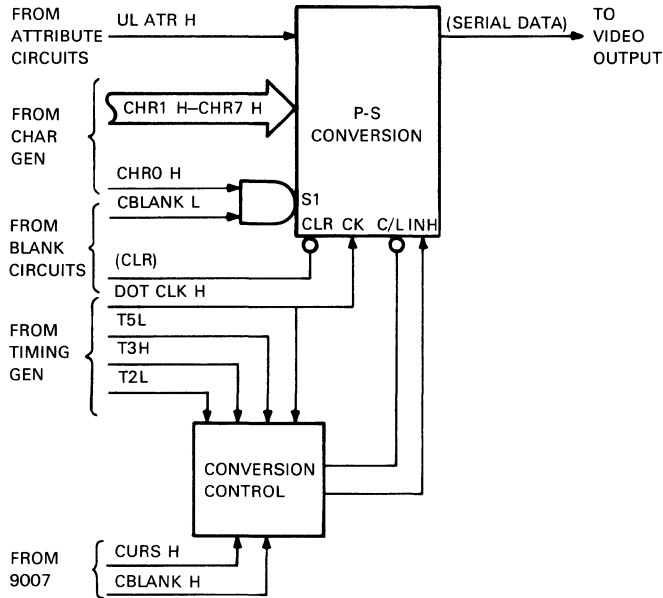 FROM
ATTRIBUTE
CIRCUITS
UL ATR H
(SERIAL DATA)
TO
VIDEO
OUTPUT
FROM
CHAR
GEN
CHR1 H–CHR7 H
P-S
CONVERSION
CHR0 H
CBLANK L
S1
CLR CK C/L INH
FROM
BLANK
CIRCUITS
(CLR)
DOT CLK H
FROM
TIMING
GEN
T5L
T3H
T2L
CONVERSION
CONTROL
FROM
9007
CURS H
CBLANK H